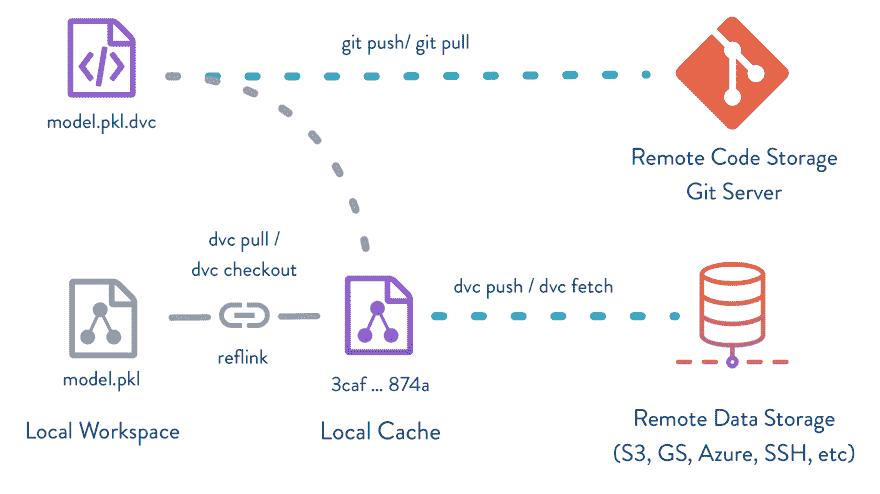 git push/ git pull
model.pkl.dvc
Remote Code Storage
Git Server
dvc pull /
dvc checkout
dvc push / dvc fetch
reflink
model.pkl
3caf ... 874a
Local Workspace
Local Cache
Remote Data Storage
(S3, GS, Azure, SSH, etc)